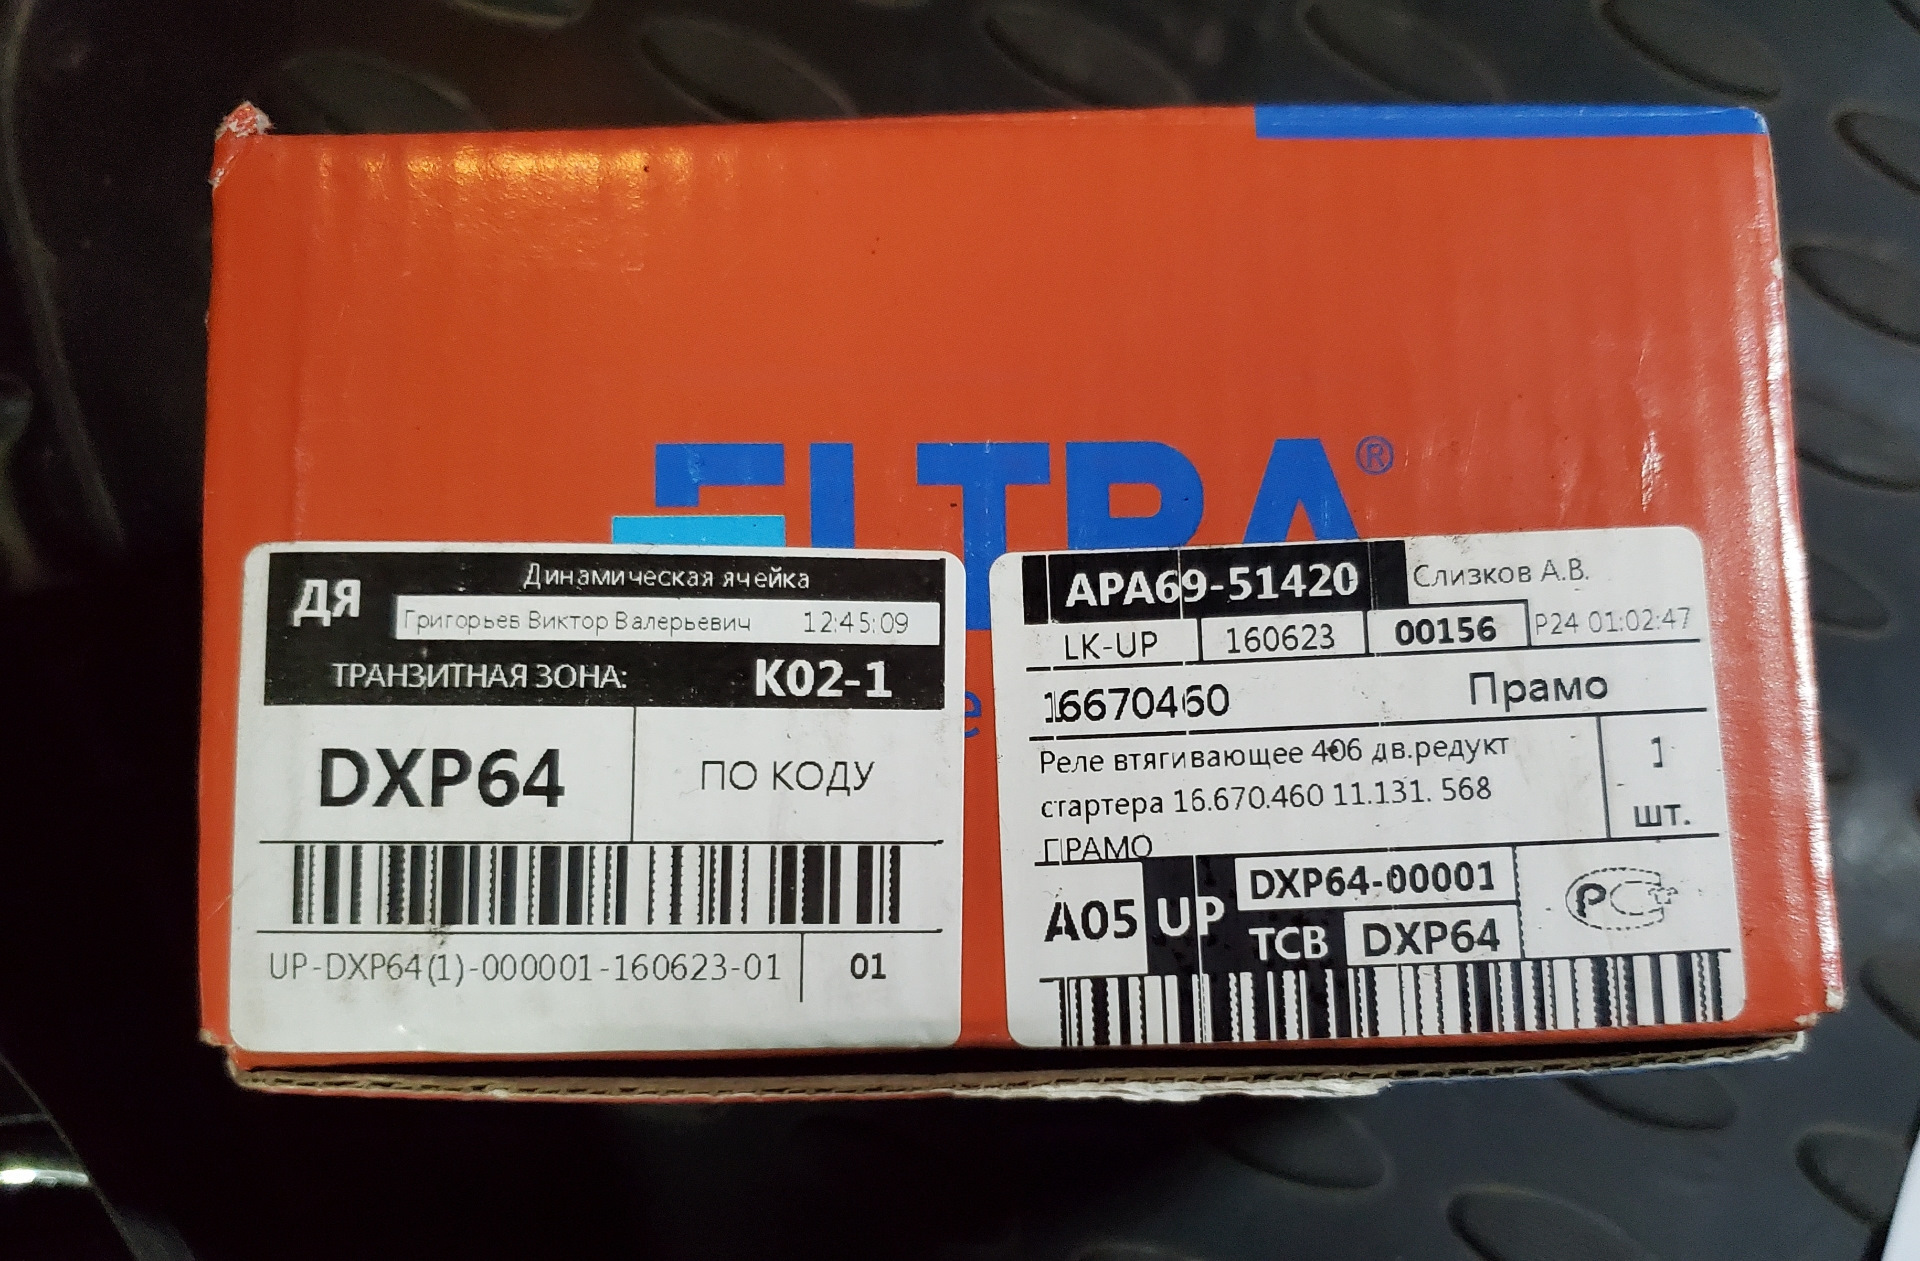 ELTRA®
ДЯ
Динамическая ячейка
Григорьев Виктор Валерьевич 12:45:09
ТРАНЗИТНАЯ ЗОНА: K02-1
DXP64
ПО КОДУ
UP-DXP64(1)-000001-160623-01
01
e
APA69-51420
Слизков А.В.
LK-UP
160623
00156
P24 01:02:47
16670460
Прамо
Реле втягивающее 406 дв.редукт
стартера 16.670.460 11.131. 568
ПРАМО
1
шт.
A05
UP
DXP64-00001
TCB
DXP64
РСТ